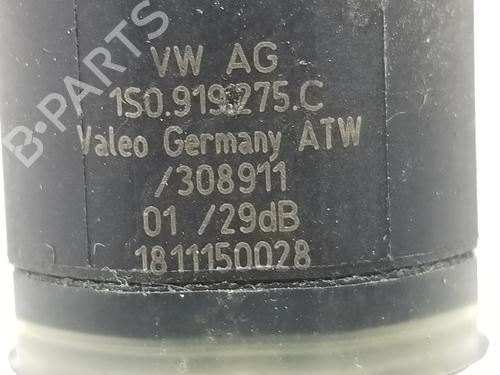 B-PARTS
VW AG
1S0.919.275.C
Valeo Germany ATW
/308911
01 /29dB
1811150028